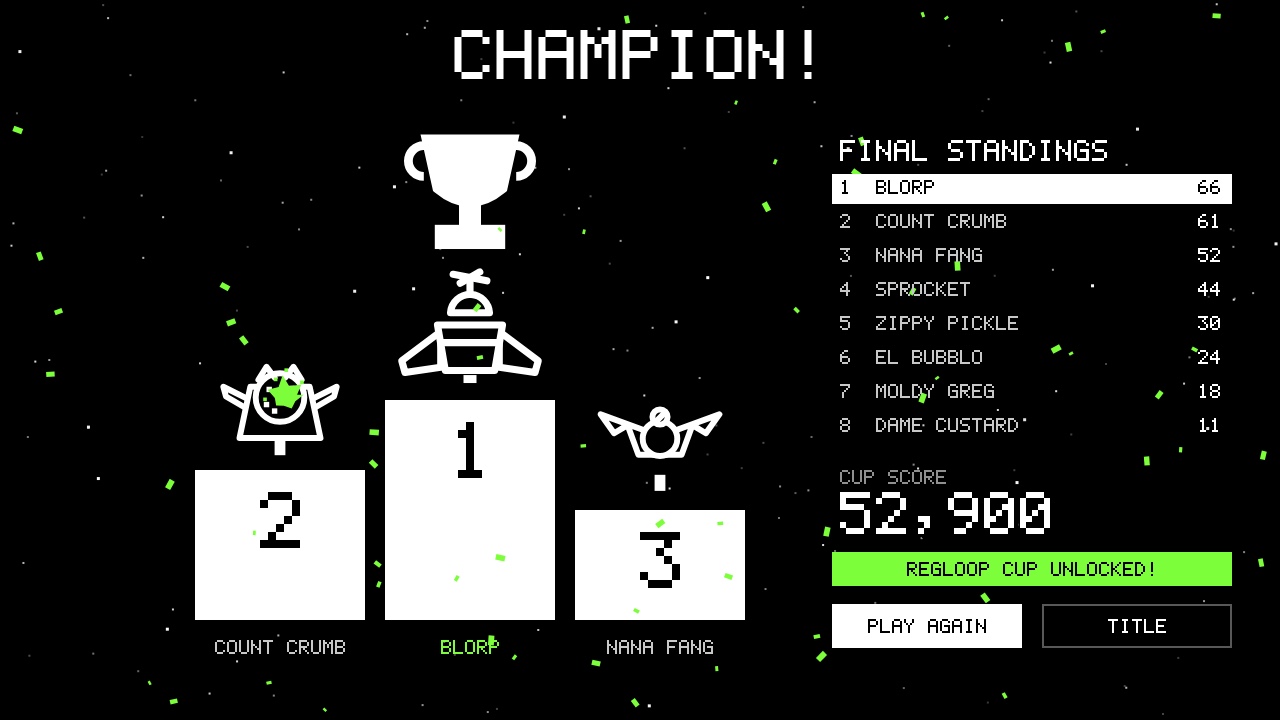 CHAMPION!
FINAL STANDINGS
1 BLORP 66
2 COUNT CRUMB 61
3 NANA FANG 52
4 SPROCKET 44
5 ZIPPY PICKLE 30
6 EL BUBBLO 24
7 MOLDY GREG 18
8 DAME CUSTARD 11
CUP SCORE
52,900
REGLOOP CUP UNLOCKED!
PLAY AGAIN
TITLE
2
1
3
COUNT CRUMB
BLORP
NANA FANG